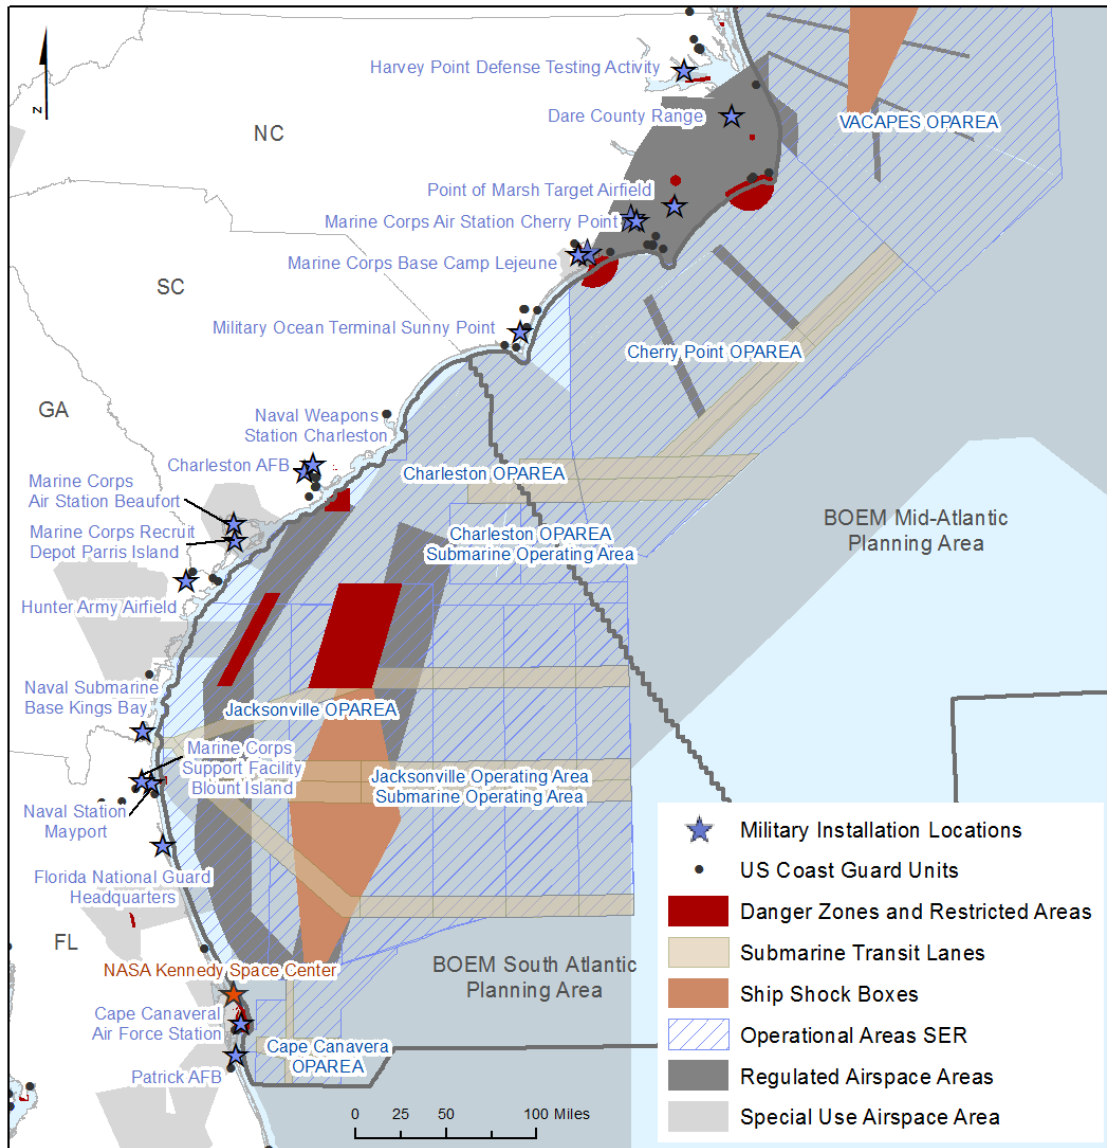 Harvey Point Defense Testing Activity
Dare County Range
VACAPES OPAREA
NC
Point of Marsh Target Airfield
Marine Corps Air Station Cherry Point
Marine Corps Base Camp Lejeune
SC
Military Ocean Terminal Sunny Point
Cherry Point OPAREA
GA
Naval Weapons
Station Charleston
Charleston AFB
Charleston OPAREA
Marine Corps
Air Station Beaufort
Marine Corps Recruit
Depot Parris Island
Charleston OPAREA
Submarine Operating Area
BOEM Mid-Atlantic
Planning Area
Hunter Army Airfield
Naval Submarine
Base Kings Bay
Jacksonville OPAREA
Marine Corps
Support Facility
Blount Island
Jacksonville Operating Area
Submarine Operating Area
Naval Station
Mayport
Florida National Guard
Headquarters
FL
NASA Kennedy Space Center
BOEM South Atlantic
Planning Area
Cape Canaveral
Air Force Station
Cape Canavera
OPAREA
Patrick AFB
0 25 50 100 Miles
Military Installation Locations
US Coast Guard Units
Danger Zones and Restricted Areas
Submarine Transit Lanes
Ship Shock Boxes
Operational Areas SER
Regulated Airspace Areas
Special Use Airspace Area
N